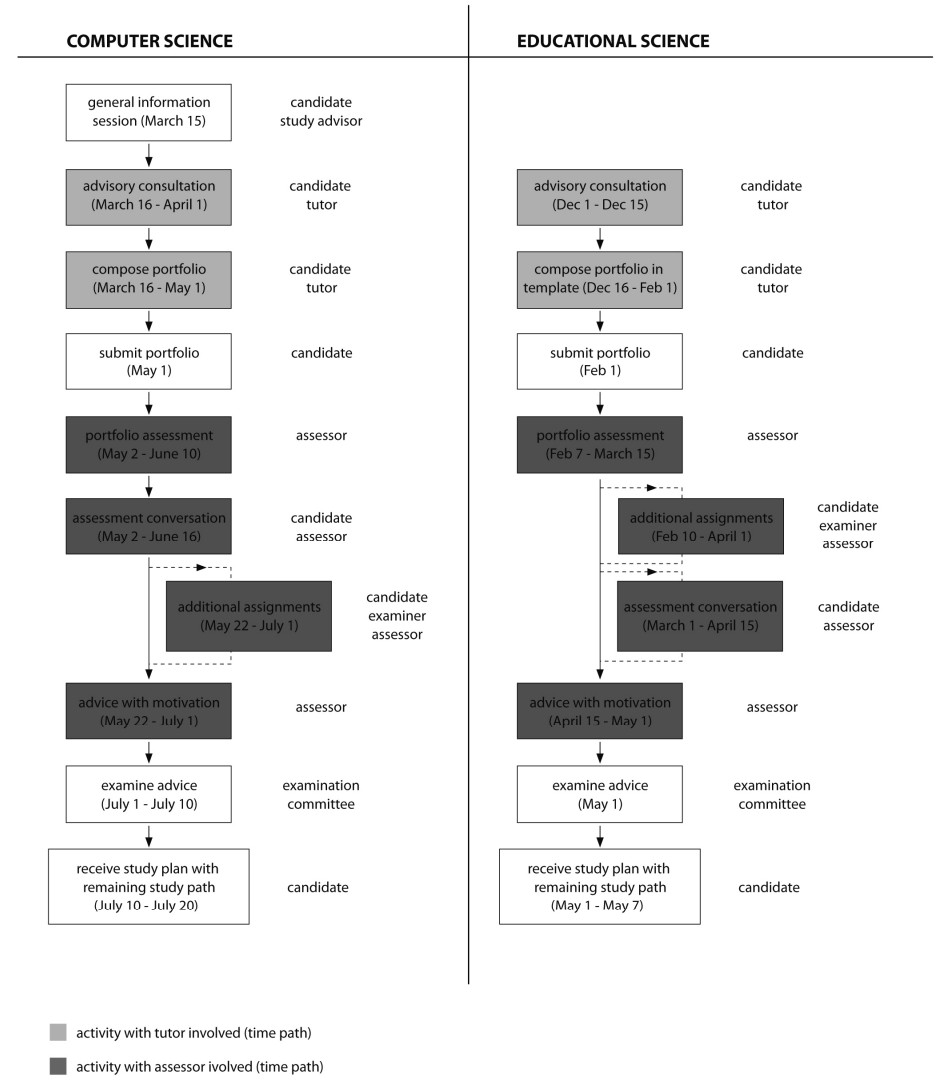 COMPUTER SCIENCE
general information
session (March 15)
candidate
study advisor
advisory consultation
(March 16 - April 1)
candidate
tutor
compose portfolio
(March 16 - May 1)
candidate
tutor
submit portfolio
(May 1)
candidate
portfolio assessment
(May 2 - June 10)
assessor
assessment conversation
(May 2 - June 16)
candidate
assessor
additional assignments
(May 22 - July 1)
candidate
examiner
assessor
advice with motivation
(May 22 - July 1)
assessor
examine advice
(July 1 - July 10)
examination
committee
receive study plan with
remaining study path
(July 10 - July 20)
candidate
EDUCATIONAL SCIENCE
advisory consultation
(Dec 1 - Dec 15)
candidate
tutor
compose portfolio in
template (Dec 16 - Feb 1)
candidate
tutor
submit portfolio
(Feb 1)
candidate
portfolio assessment
(Feb 7 - March 15)
assessor
additional assignments
(Feb 10 - April 1)
candidate
examiner
assessor
assessment conversation
(March 1 - April 15)
candidate
assessor
advice with motivation
(April 15 - May 1)
assessor
examine advice
(May 1)
examination
committee
receive study plan with
remaining study path
(May 1 - May 7)
candidate
activity with tutor involved (time path)
activity with assessor ivolved (time path)